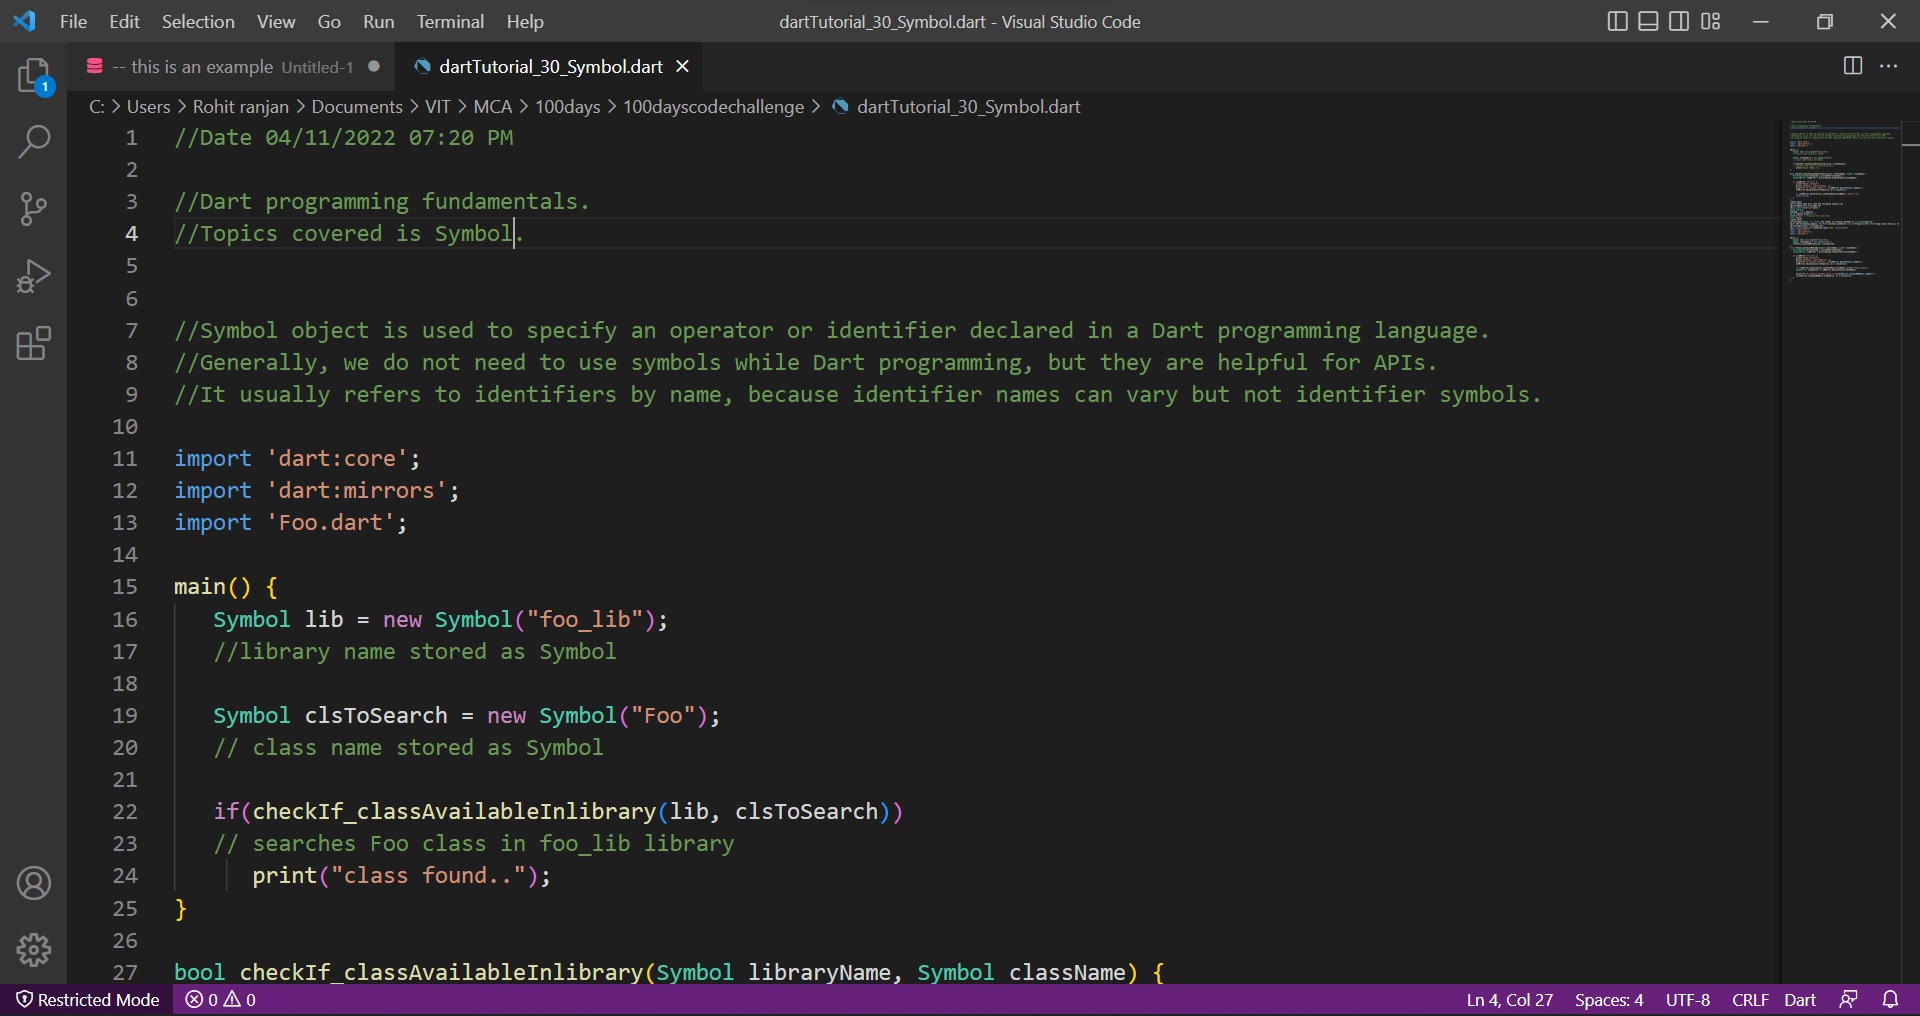 File Edit Selection View Go Run Terminal Help dartTutorial_30_Symbol.dart - Visual Studio Code
-- this is an example Untitled-1 dartTutorial_30_Symbol.dart
C: > Users > Rohit ranjan > Documents > VIT > MCA > 100days > 100dayscodechallenge > dartTutorial_30_Symbol.dart
1
1 //Date 04/11/2022 07:20 PM
2
3 //Dart programming fundamentals.
4 //Topics covered is Symbol.
5
6
7 //Symbol object is used to specify an operator or identifier declared in a Dart programming language.
8 //Generally, we do not need to use symbols while Dart programming, but they are helpful for APIs.
9 //It usually refers to identifiers by name, because identifier names can vary but not identifier symbols.
10
11 import 'dart:core';
12 import 'dart:mirrors';
13 import 'Foo.dart';
14
15 main() {
16 Symbol lib = new Symbol("foo_lib");
17 //library name stored as Symbol
18
19 Symbol clsToSearch = new Symbol("Foo");
20 // class name stored as Symbol
21
22 if(checkIf_classAvailableInlibrary(lib, clsToSearch))
23 // searches Foo class in foo_lib library
24 print("class found..");
25 }
26
27 bool checkIf_classAvailableInlibrary(Symbol libraryName, Symbol className) {
Restricted Mode 0 0 Ln 4, Col 27 Spaces: 4 UTF-8 CRLF Dart